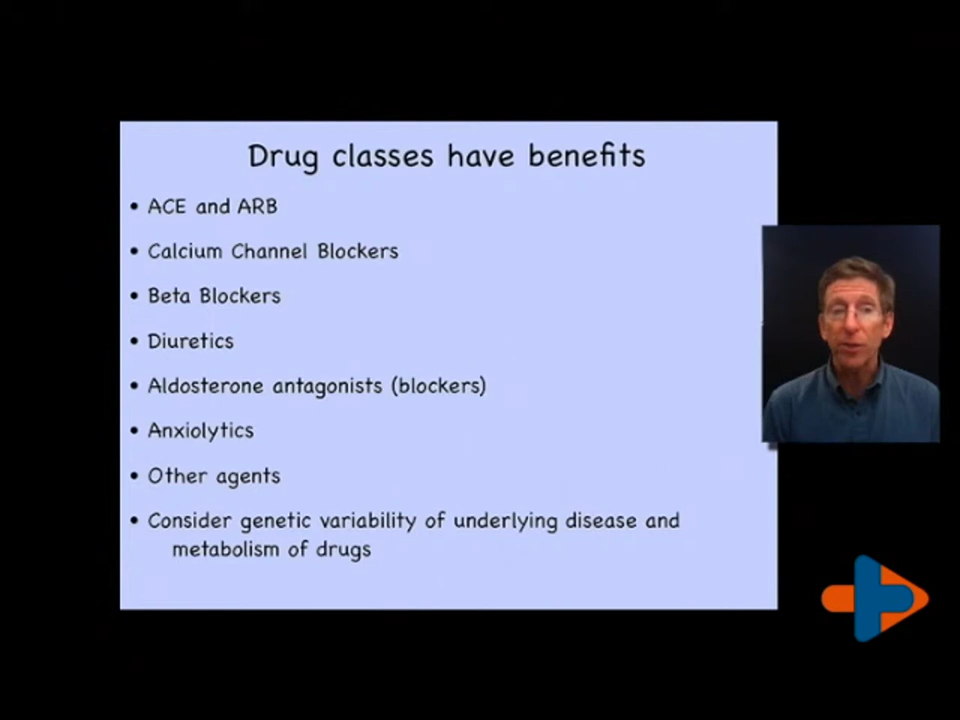 Drug classes have benefits
• ACE and ARB
• Calcium Channel Blockers
• Beta Blockers
• Diuretics
• Aldosterone antagonists (blockers)
• Anxiolytics
• Other agents
• Consider genetic variability of underlying disease and
metabolism of drugs